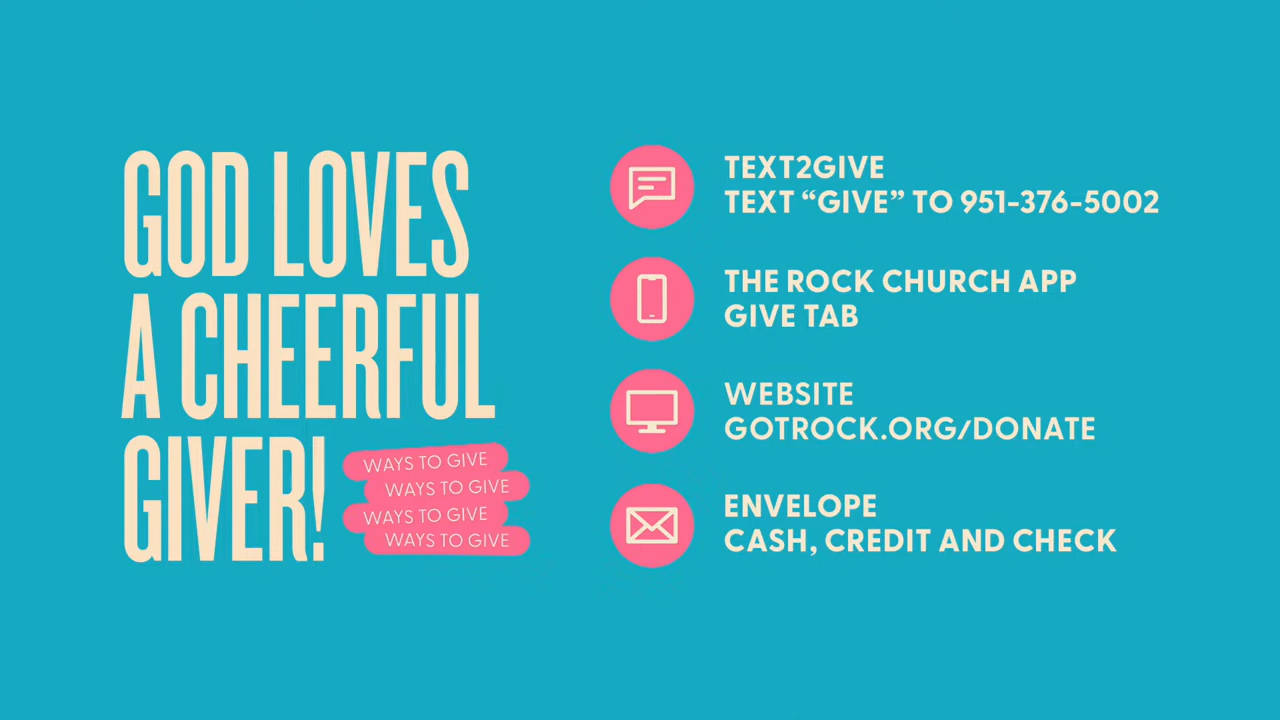 GOD LOVES
A CHEERFUL
GIVER!
WAYS TO GIVE
WAYS TO GIVE
WAYS TO GIVE
WAYS TO GIVE
TEXT2GIVE
TEXT “GIVE” TO 951-376-5002
THE ROCK CHURCH APP
GIVE TAB
WEBSITE
GOTROCK.ORG/DONATE
ENVELOPE
CASH, CREDIT AND CHECK